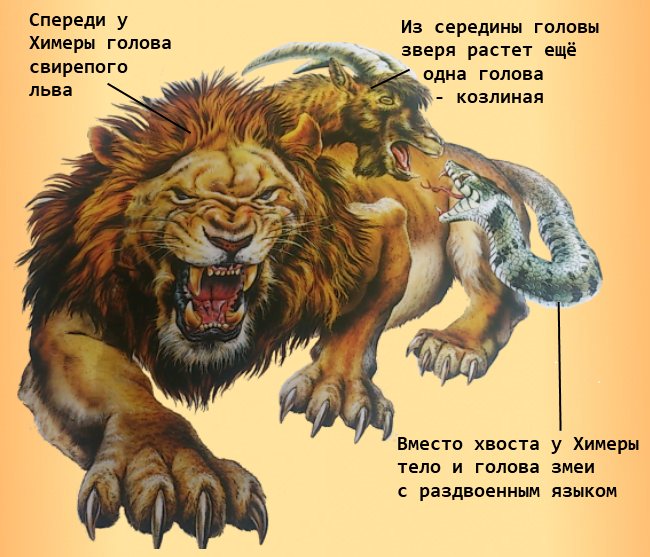 Спереди у
Химеры голова
свирепого
льва
Из середины головы
зверя растет ещё
одна голова
- козлиная
Вместо хвоста у Химеры
тело и голова змеи
с раздвоенным языком